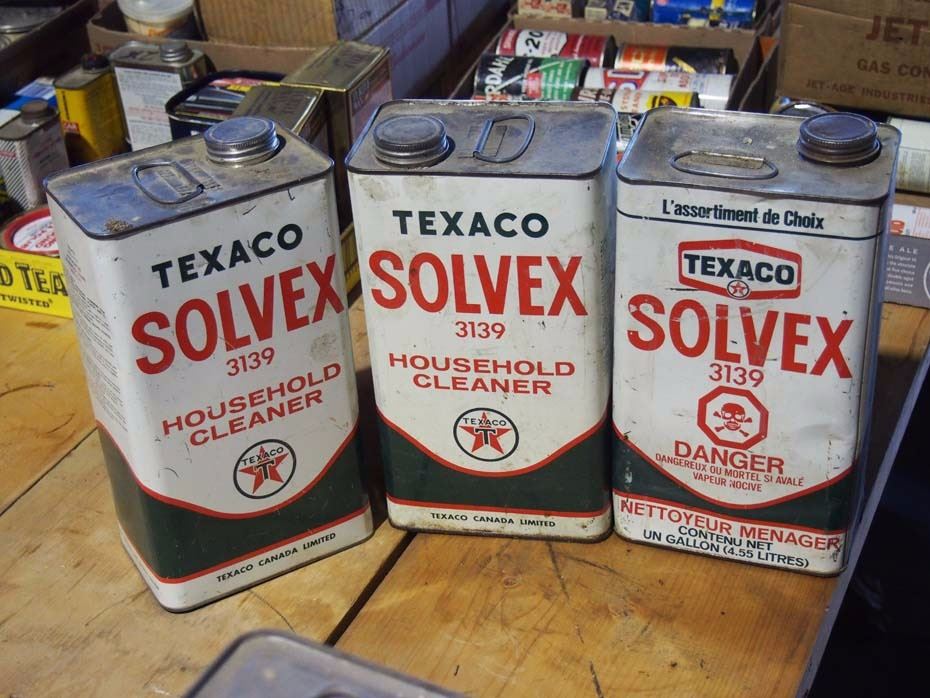 TEXACO
SOLVEX
3139
HOUSEHOLD
CLEANER
TEXACO
T
TEXACO CANADA LIMITED
TEXACO
SOLVEX
3139
HOUSEHOLD
CLEANER
TEXACO
T
TEXACO CANADA LIMITED
L'assortiment de Choix
TEXACO
SOLVEX
3139
DANGER
DANGEREUX OU MORTEL SI AVALÉ
VAPEUR NOCIVE
NETTOYEUR MENAGER
CONTENU NET
UN GALLON (4.55 LITRES)
TEA
TWISTED"
JET
GAS CON
JET-AGE INDUSTRIES
ALE